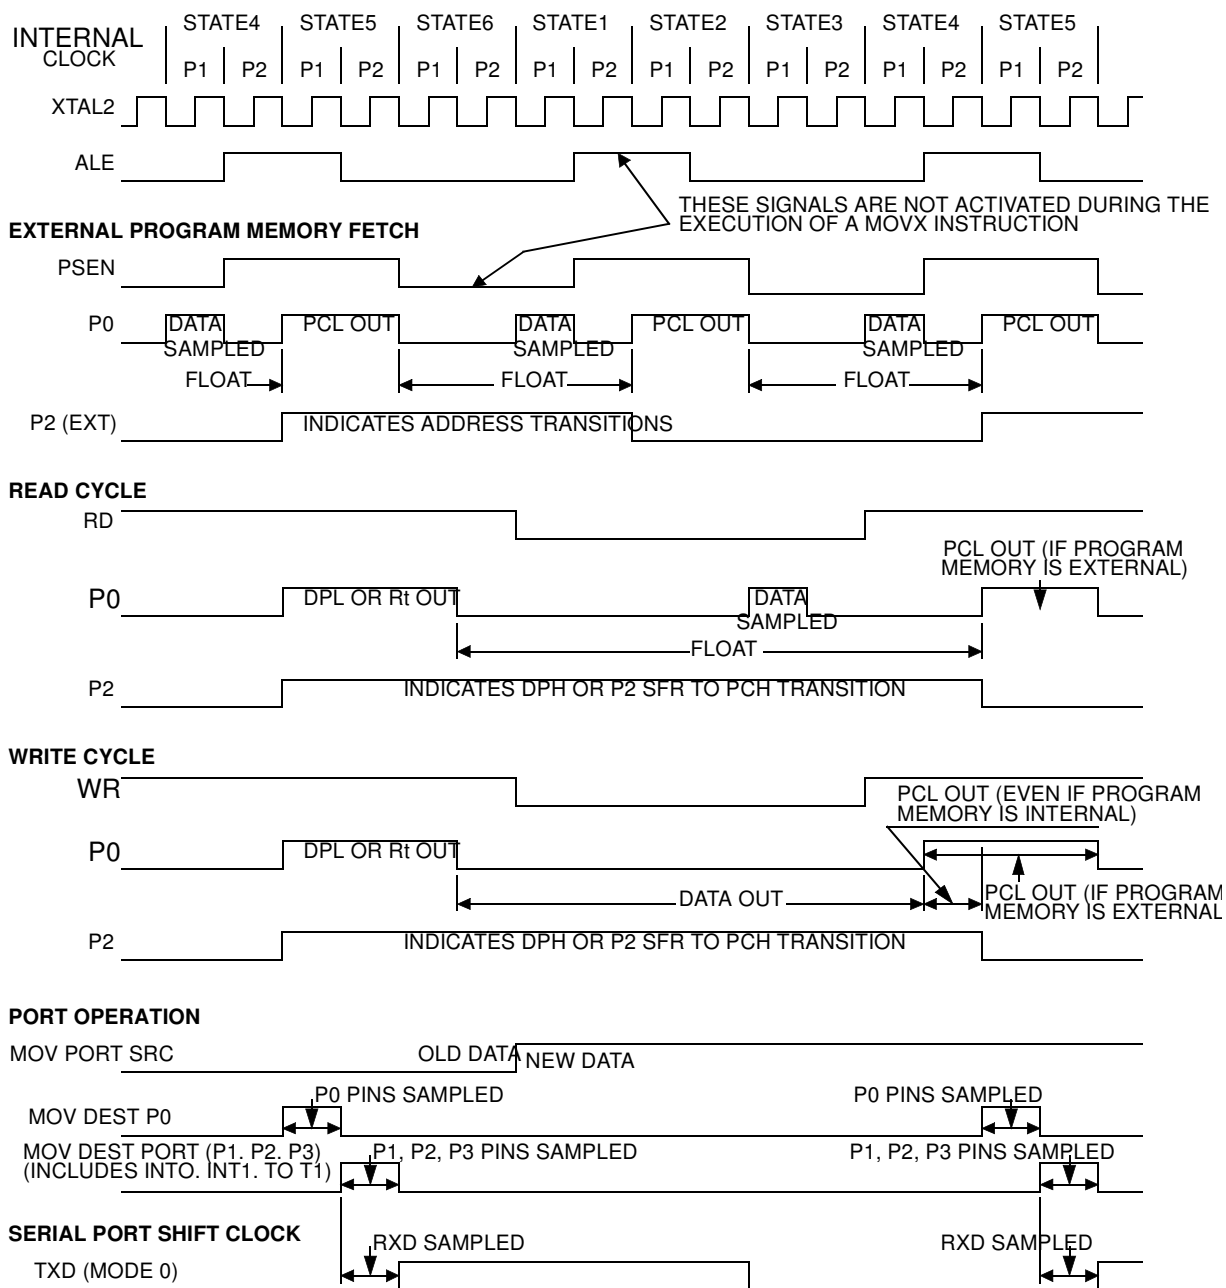 INTERNAL
CLOCK
STATE4 STATE5 STATE6 STATE1 STATE2 STATE3 STATE4 STATE5
P1 P2 P1 P2 P1 P2 P1 P2 P1 P2 P1 P2 P1 P2 P1 P2
XTAL2
ALE
THESE SIGNALS ARE NOT ACTIVATED DURING THE
EXECUTION OF A MOVX INSTRUCTION
EXTERNAL PROGRAM MEMORY FETCH
PSEN
P0 DATA PCL OUT DATA PCL OUT DATA PCL OUT
SAMPLED SAMPLED SAMPLED
FLOAT FLOAT FLOAT
P2 (EXT) INDICATES ADDRESS TRANSITIONS
READ CYCLE
RD
PCL OUT (IF PROGRAM
MEMORY IS EXTERNAL)
P0 DPL OR Rt OUT DATA
SAMPLED
FLOAT
P2 INDICATES DPH OR P2 SFR TO PCH TRANSITION
WRITE CYCLE
WR
PCL OUT (EVEN IF PROGRAM
MEMORY IS INTERNAL)
P0 DPL OR Rt OUT
DATA OUT
PCL OUT (IF PROGRAM
MEMORY IS EXTERNAL
P2 INDICATES DPH OR P2 SFR TO PCH TRANSITION
PORT OPERATION
MOV PORT SRC OLD DATA NEW DATA
P0 PINS SAMPLED P0 PINS SAMPLED
MOV DEST P0
MOV DEST PORT (P1. P2. P3) P1, P2, P3 PINS SAMPLED P1, P2, P3 PINS SAMPLED
(INCLUDES INTO. INT1. TO T1)
SERIAL PORT SHIFT CLOCK
RXD SAMPLED RXD SAMPLED
TXD (MODE 0)